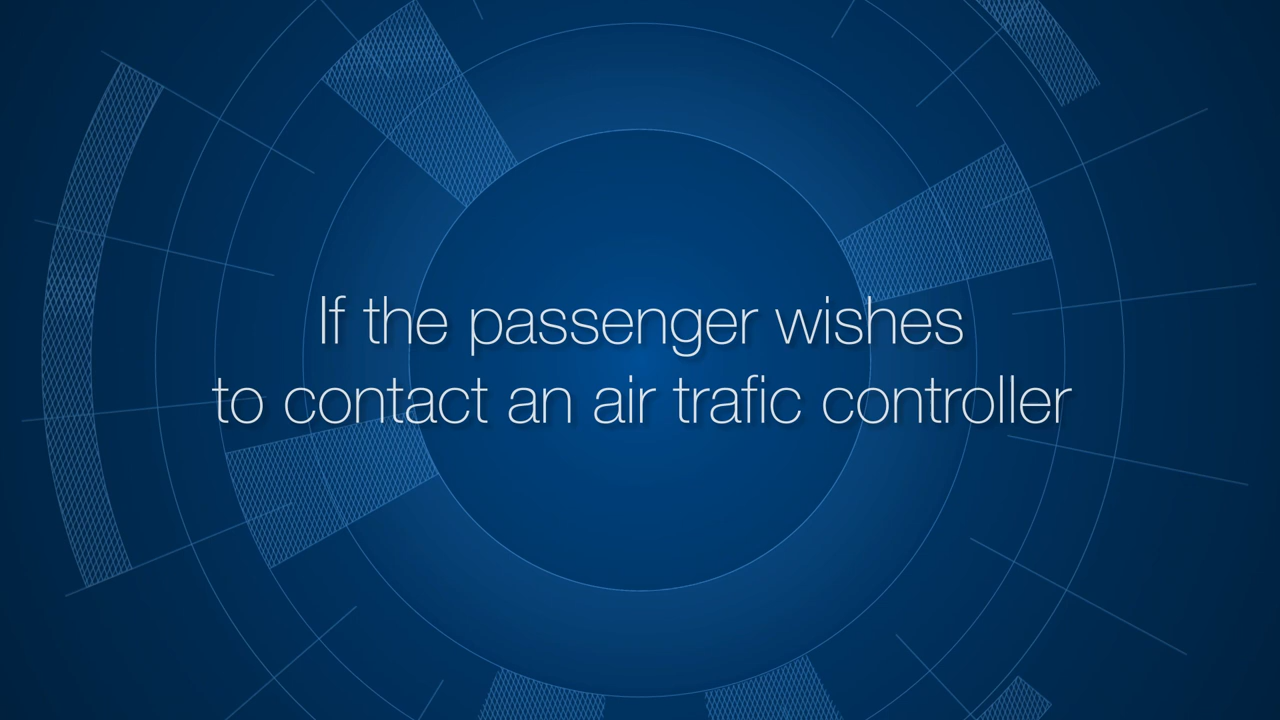 If the passenger wishes
to contact an air trafic controller